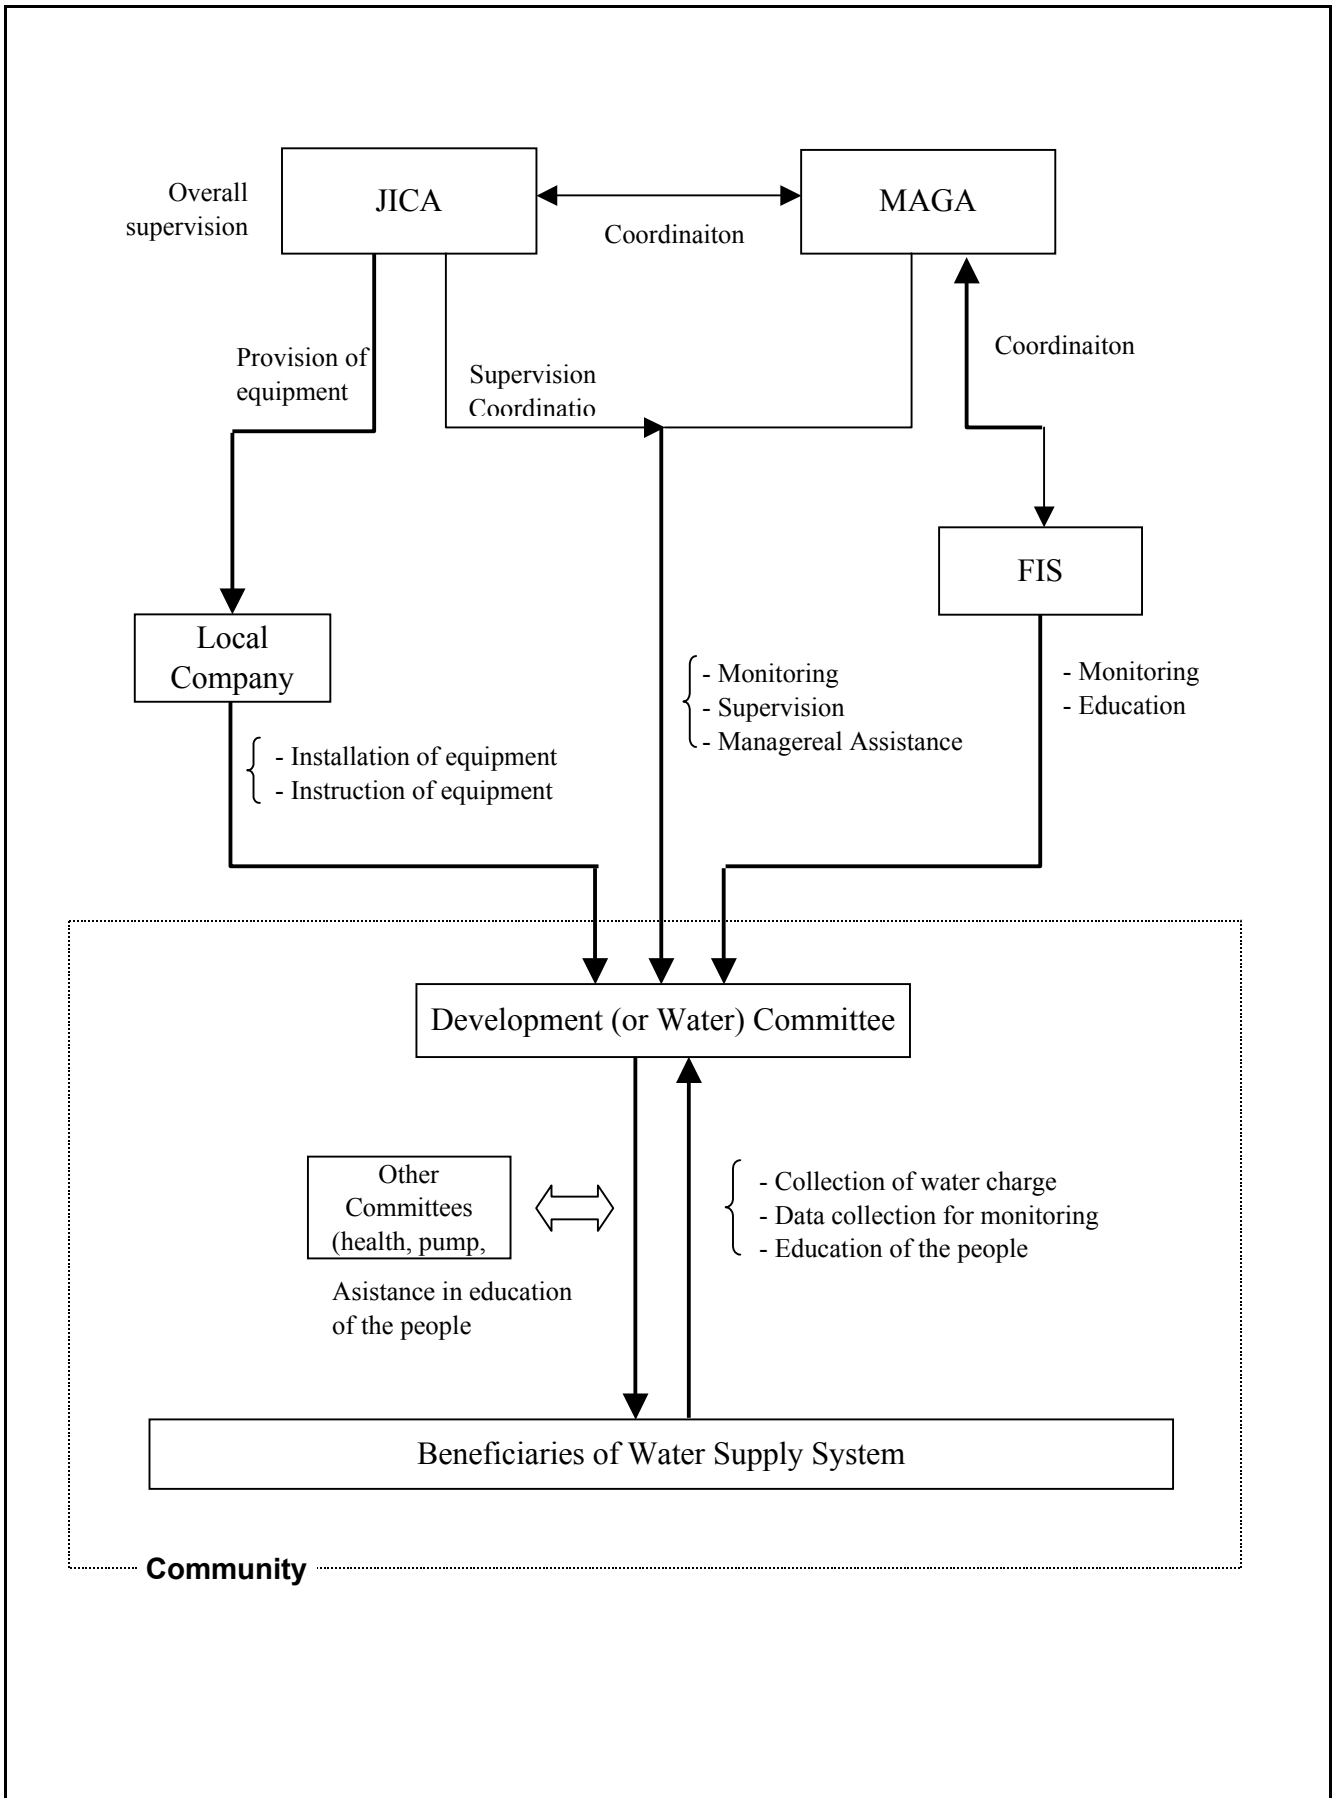 Overall
supervision
JICA
MAGA
Coordinaiton
Provision of
equipment
Supervision
Coordinatio
Coordinaiton
FIS
Local
Company
- Monitoring
- Supervision
- Managereal Assistance
- Monitoring
- Education
- Installation of equipment
- Instruction of equipment
Development (or Water) Committee
Other
Committees
(health, pump,
- Collection of water charge
- Data collection for monitoring
- Education of the people
Asistance in education
of the people
Beneficiaries of Water Supply System
Community